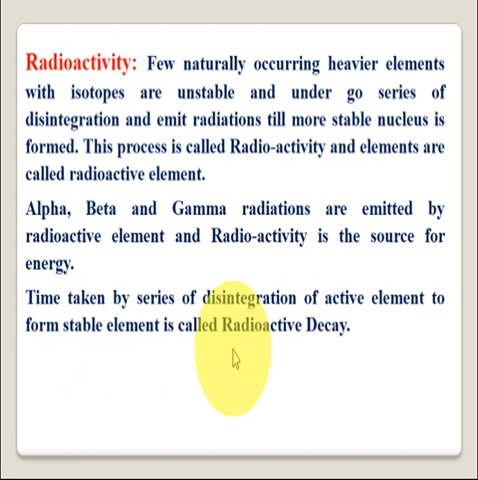 Radioactivity: Few naturally occurring heavier elements
with isotopes are unstable and under go series of
disintegration and emit radiations till more stable nucleus is
formed. This process is called Radio-activity and elements are
called radioactive element.
Alpha, Beta and Gamma radiations are emitted by
radioactive element and Radio-activity is the source for
energy.
Time taken by series of disintegration of active element to
form stable element is called Radioactive Decay.